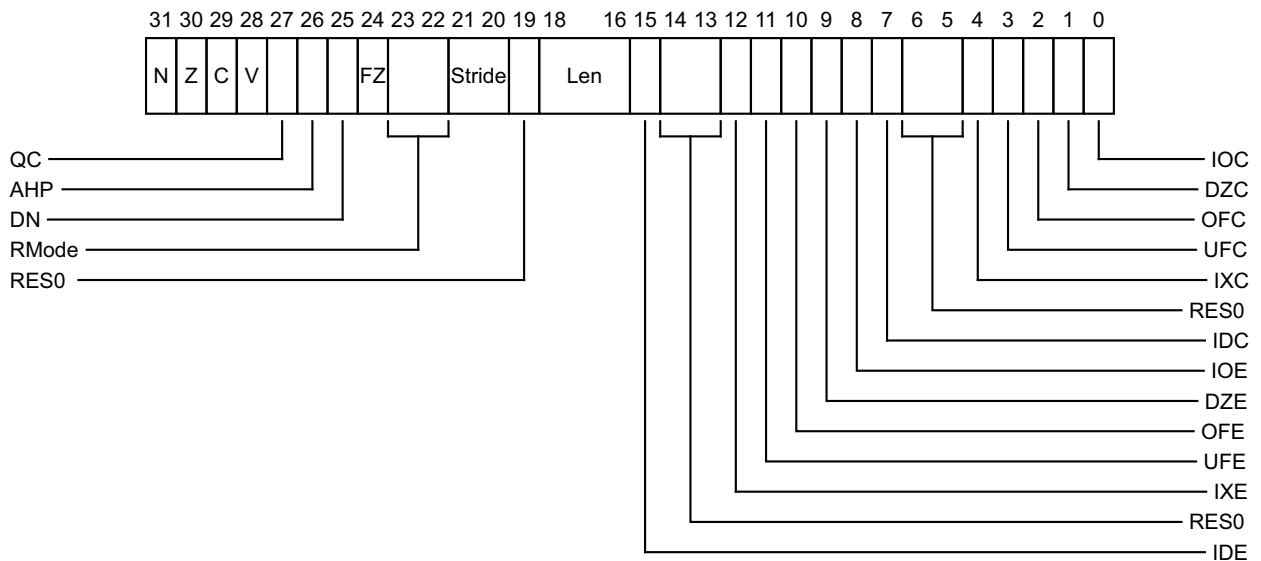 31 30 29 28 27 26 25 24 23 22 21 20 19 18 16 15 14 13 12 11 10 9 8 7 6 5 4 3 2 1 0
N Z C V FZ Stride Len
QC IOC
AHP DZC
DN OFC
RMode UFC
RES0 IXC
RES0
IDC
IOE
DZE
OFE
UFE
IXE
RES0
IDE